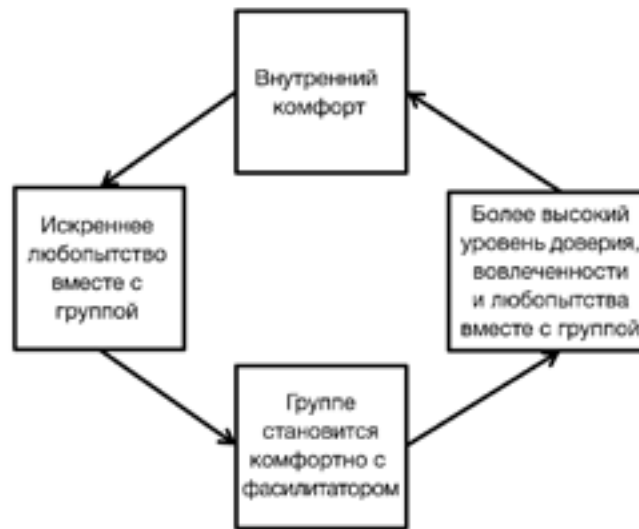 Внутренний
комфорт
Искреннее
любопытство
вместе с
группой
Более высокий
уровень доверия,
вовлеченности
и любопытства
вместе с группой
Группе
становится
комфортно с
фасилитатором